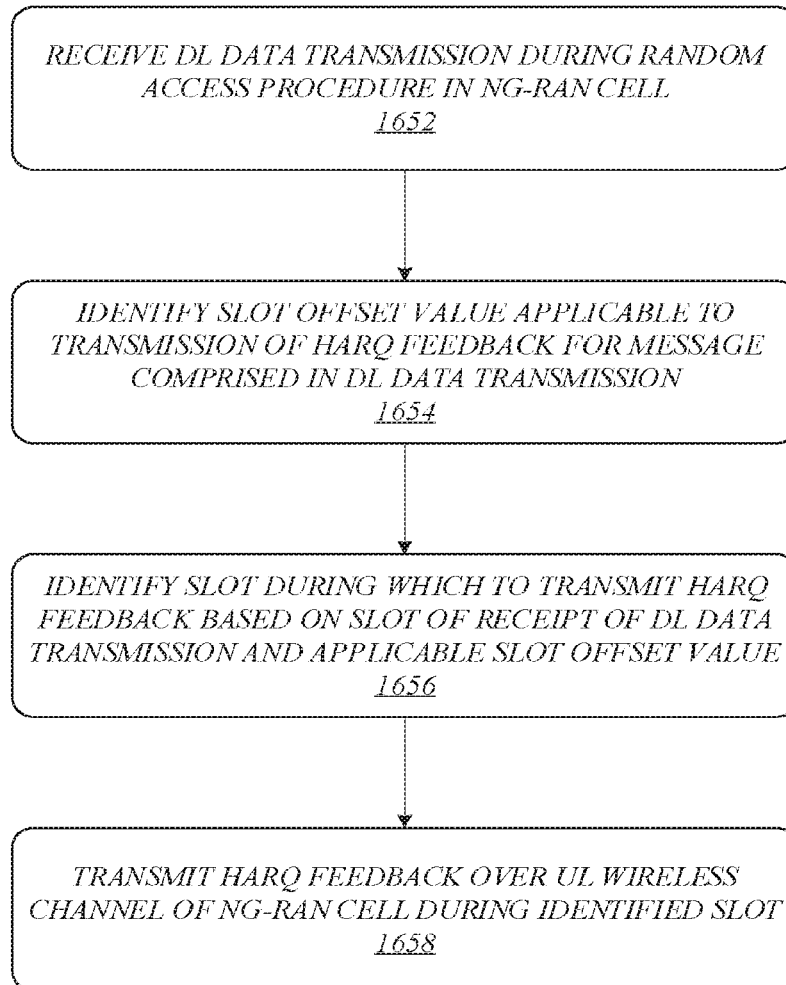 RECEIVE DL DATA TRANSMISSION DURING RANDOM
ACCESS PROCEDURE IN NG-RAN CELL
1652
IDENTIFY SLOT OFFSET VALUE APPLICABLE TO
TRANSMISSION OF HARQ FEEDBACK FOR MESSAGE
COMPRISED IN DL DATA TRANSMISSION
1654
IDENTIFY SLOT DURING WHICH TO TRANSMIT HARQ
FEEDBACK BASED ON SLOT OF RECEIPT OF DL DATA
TRANSMISSION AND APPLICABLE SLOT OFFSET VALUE
1656
TRANSMIT HARQ FEEDBACK OVER UL WIRELESS
CHANNEL OF NG-RAN CELL DURING IDENTIFIED SLOT
1658